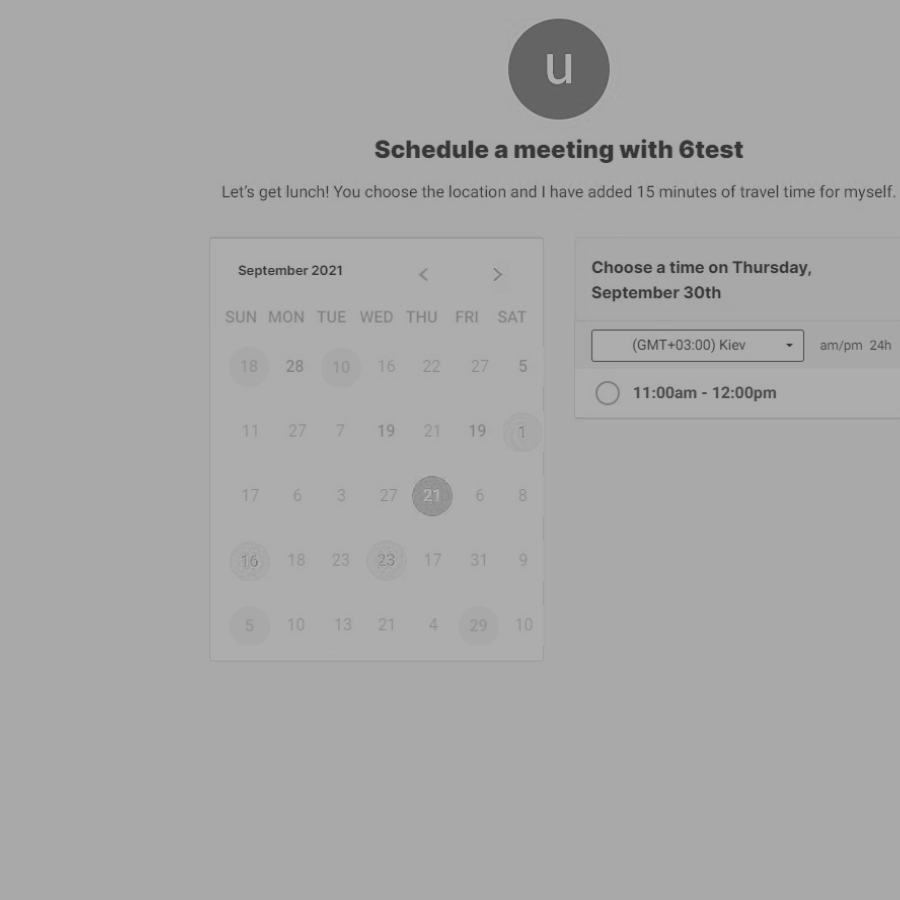 u
Schedule a meeting with 6test
Let's get lunch! You choose the location and I have added 15 minutes of travel time for myself.
September 2021
SUN MON TUE WED THU FRI SAT
18 28 10 16 22 27 5
11 27 7 19 21 19 1
17 6 3 27 21 6 8
16 18 23 23 17 31 9
5 10 13 21 4 29 10
Choose a time on Thursday,
September 30th
(GMT+03:00) Kiev am/pm 24h
11:00am - 12:00pm